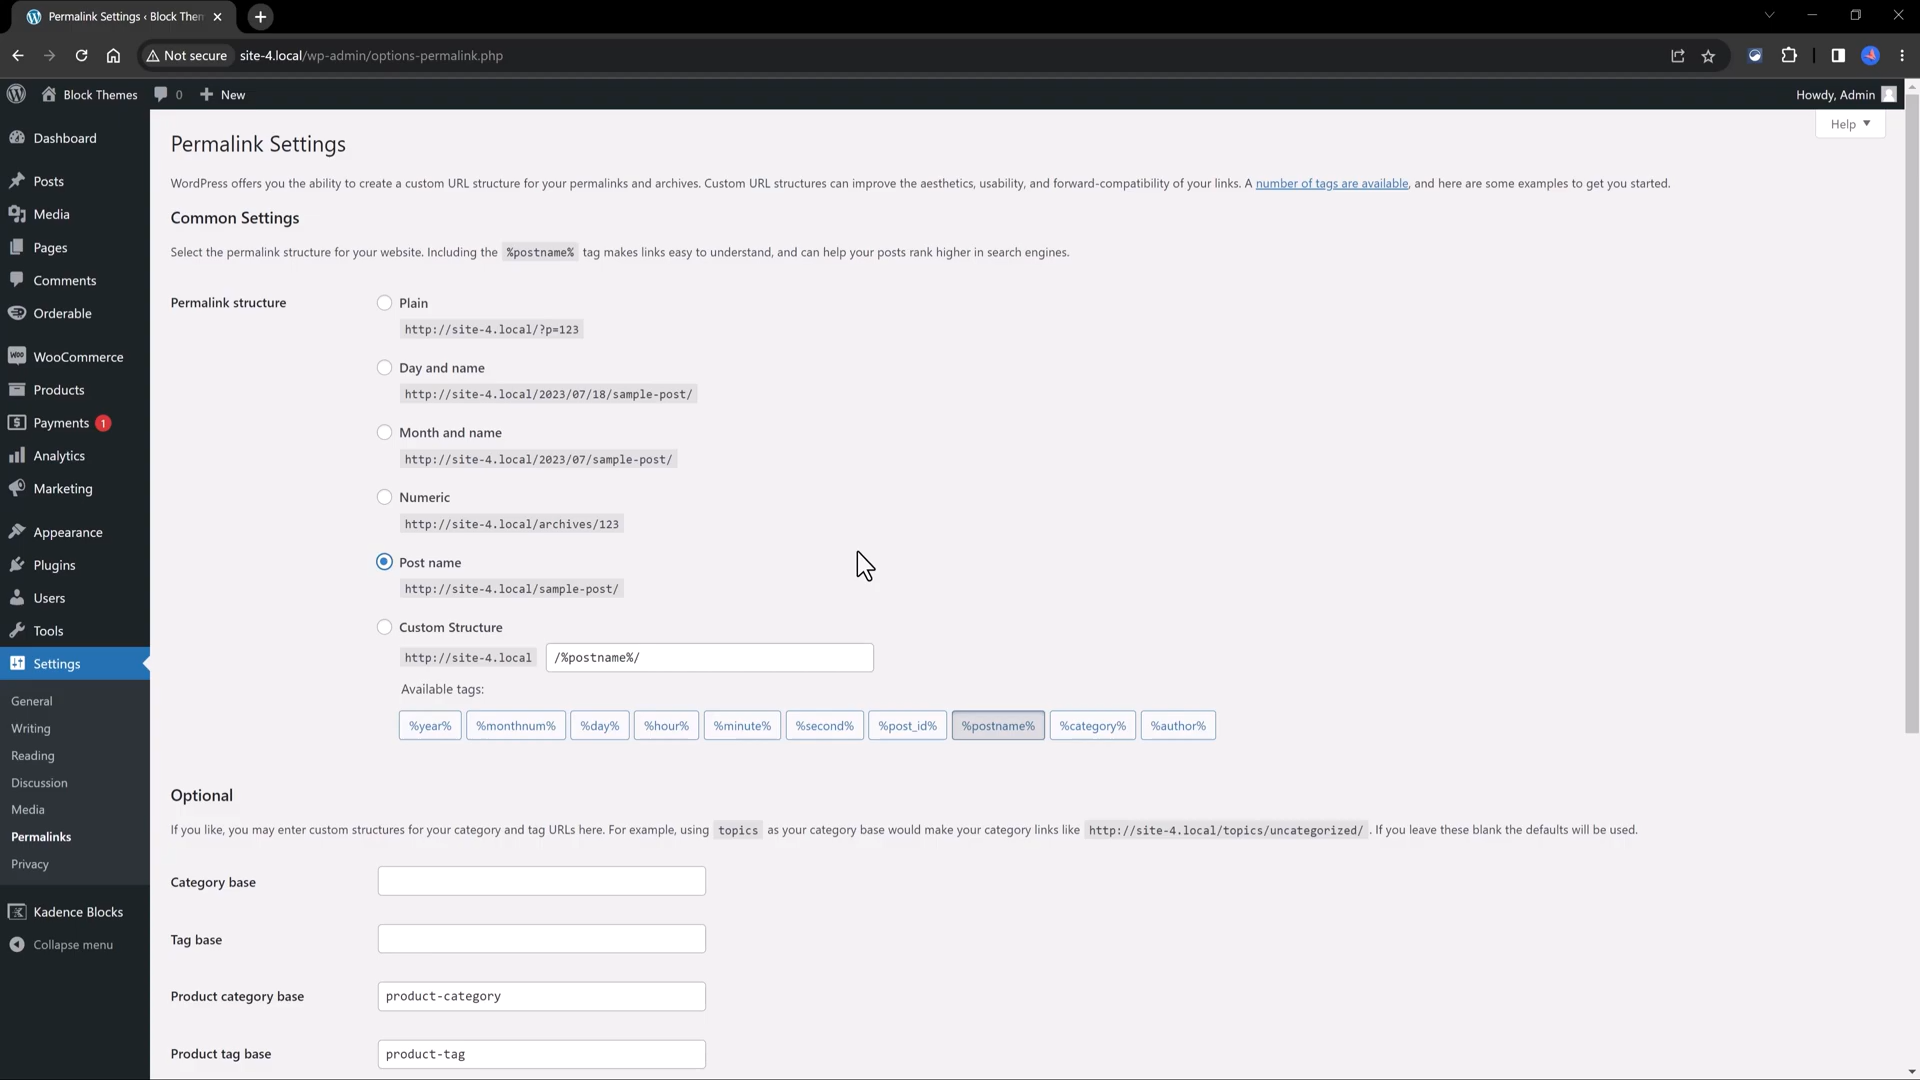 Permalink Settings ‹ Block Them
Not secure site-4.local/wp-admin/options-permalink.php
Block Themes 0 New Howdy, Admin
Help
Dashboard
Posts
Media
Pages
Comments
Orderable
WooCommerce
Products
Payments 1
Analytics
Marketing
Appearance
Plugins
Users
Tools
Settings
General
Writing
Reading
Discussion
Media
Permalinks
Privacy
Kadence Blocks
Collapse menu
Permalink Settings
WordPress offers you the ability to create a custom URL structure for your permalinks and archives. Custom URL structures can improve the aesthetics, usability, and forward-compatibility of your links. A number of tags are available, and here are some examples to get you started.
Common Settings
Select the permalink structure for your website. Including the %postname% tag makes links easy to understand, and can help your posts rank higher in search engines.
Permalink structure
Plain
http://site-4.local/?p=123
Day and name
http://site-4.local/2023/07/18/sample-post/
Month and name
http://site-4.local/2023/07/sample-post/
Numeric
http://site-4.local/archives/123
Post name
http://site-4.local/sample-post/
Custom Structure
http://site-4.local /%postname%/
Available tags:
%year% %monthnum% %day% %hour% %minute% %second% %post_id% %postname% %category% %author%
Optional
If you like, you may enter custom structures for your category and tag URLs here. For example, using topics as your category base would make your category links like http://site-4.local/topics/uncategorized/ . If you leave these blank the defaults will be used.
Category base
Tag base
Product category base product-category
Product tag base product-tag